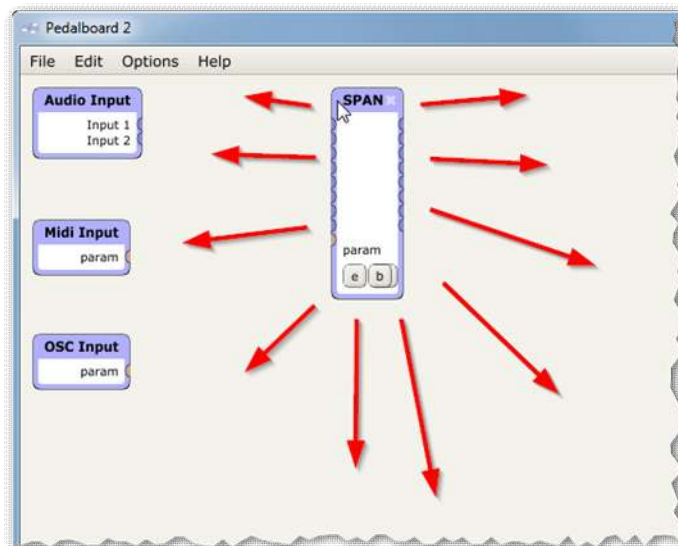 Pedalboard 2
File Edit Options Help
Audio Input
Input 1
Input 2
SPAN
param
e b
Midi Input
param
OSC Input
param